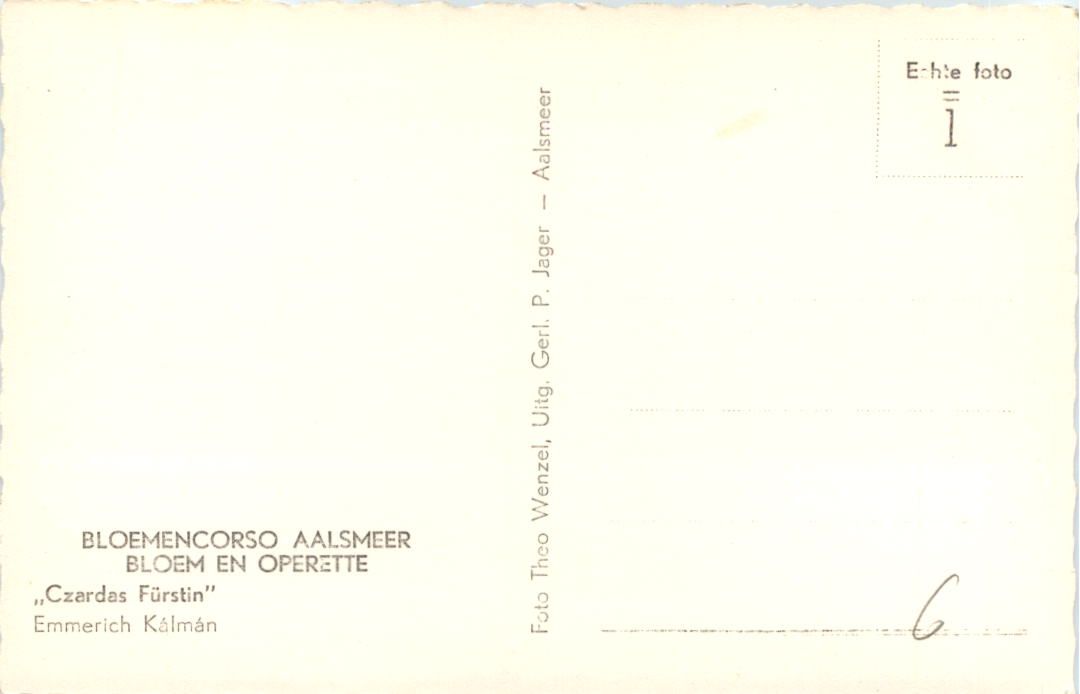 BLOEMENCORSO AALSMEER
BLOEM EN OPERETTE
„Czardas Fürstin”
Emmerich Kálmán
Foto Theo Wenzel, Uitg. Gerl. P. Jager — Aalsmeer
Echte foto
1
6